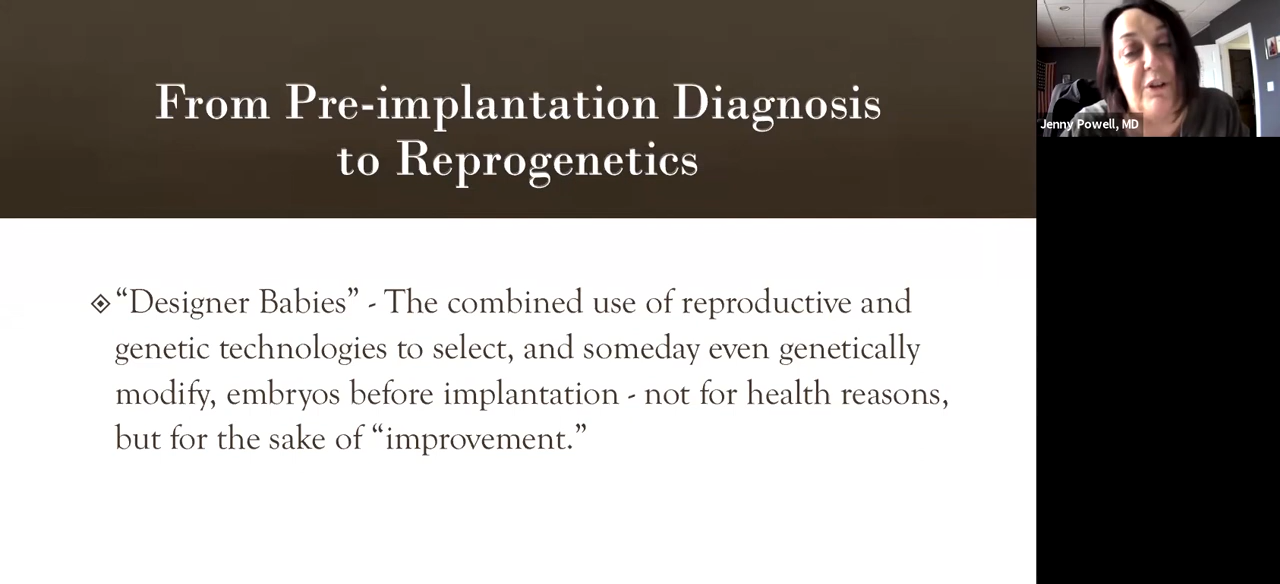 From Pre-implantation Diagnosis
to Reprogenetics
“Designer Babies” - The combined use of reproductive and
genetic technologies to select, and someday even genetically
modify, embryos before implantation - not for health reasons,
but for the sake of “improvement.”
Jenny Powell, MD